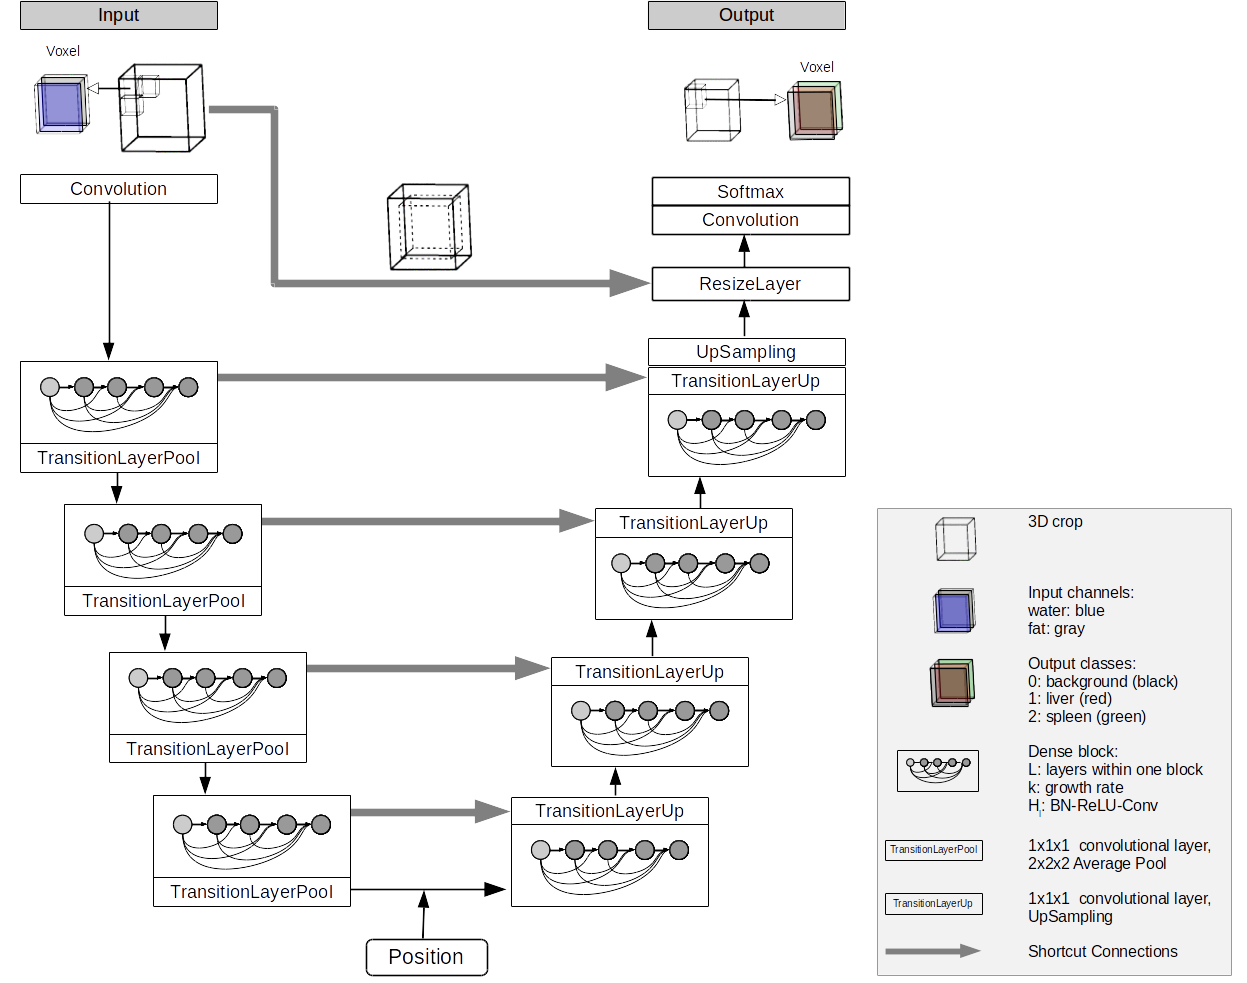 Input
Output
Voxel
Voxel
Convolution
Softmax
Convolution
ResizeLayer
UpSampling
TransitionLayerUp
TransitionLayerPool
TransitionLayerUp
TransitionLayerPool
TransitionLayerUp
TransitionLayerPool
TransitionLayerUp
TransitionLayerPool
Position
3D crop
Input channels:
water: blue
fat: gray
Output classes:
0: background (black)
1: liver (red)
2: spleen (green)
Dense block:
L: layers within one block
k: growth rate
Hi: BN-ReLU-Conv
TransitionLayerPool
1x1x1 convolutional layer,
2x2x2 Average Pool
TransitionLayerUp
1x1x1 convolutional layer,
UpSampling
Shortcut Connections